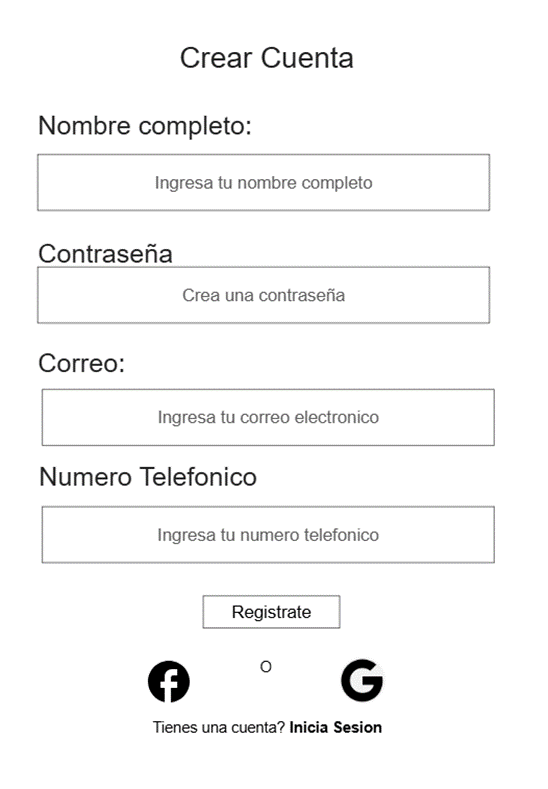 Crear Cuenta
Nombre completo:
Ingresa tu nombre completo
Contraseña
Crea una contraseña
Correo:
Ingresa tu correo electronico
Numero Telefonico
Ingresa tu numero telefonico
Registrate
O
Tienes una cuenta? Inicia Sesion